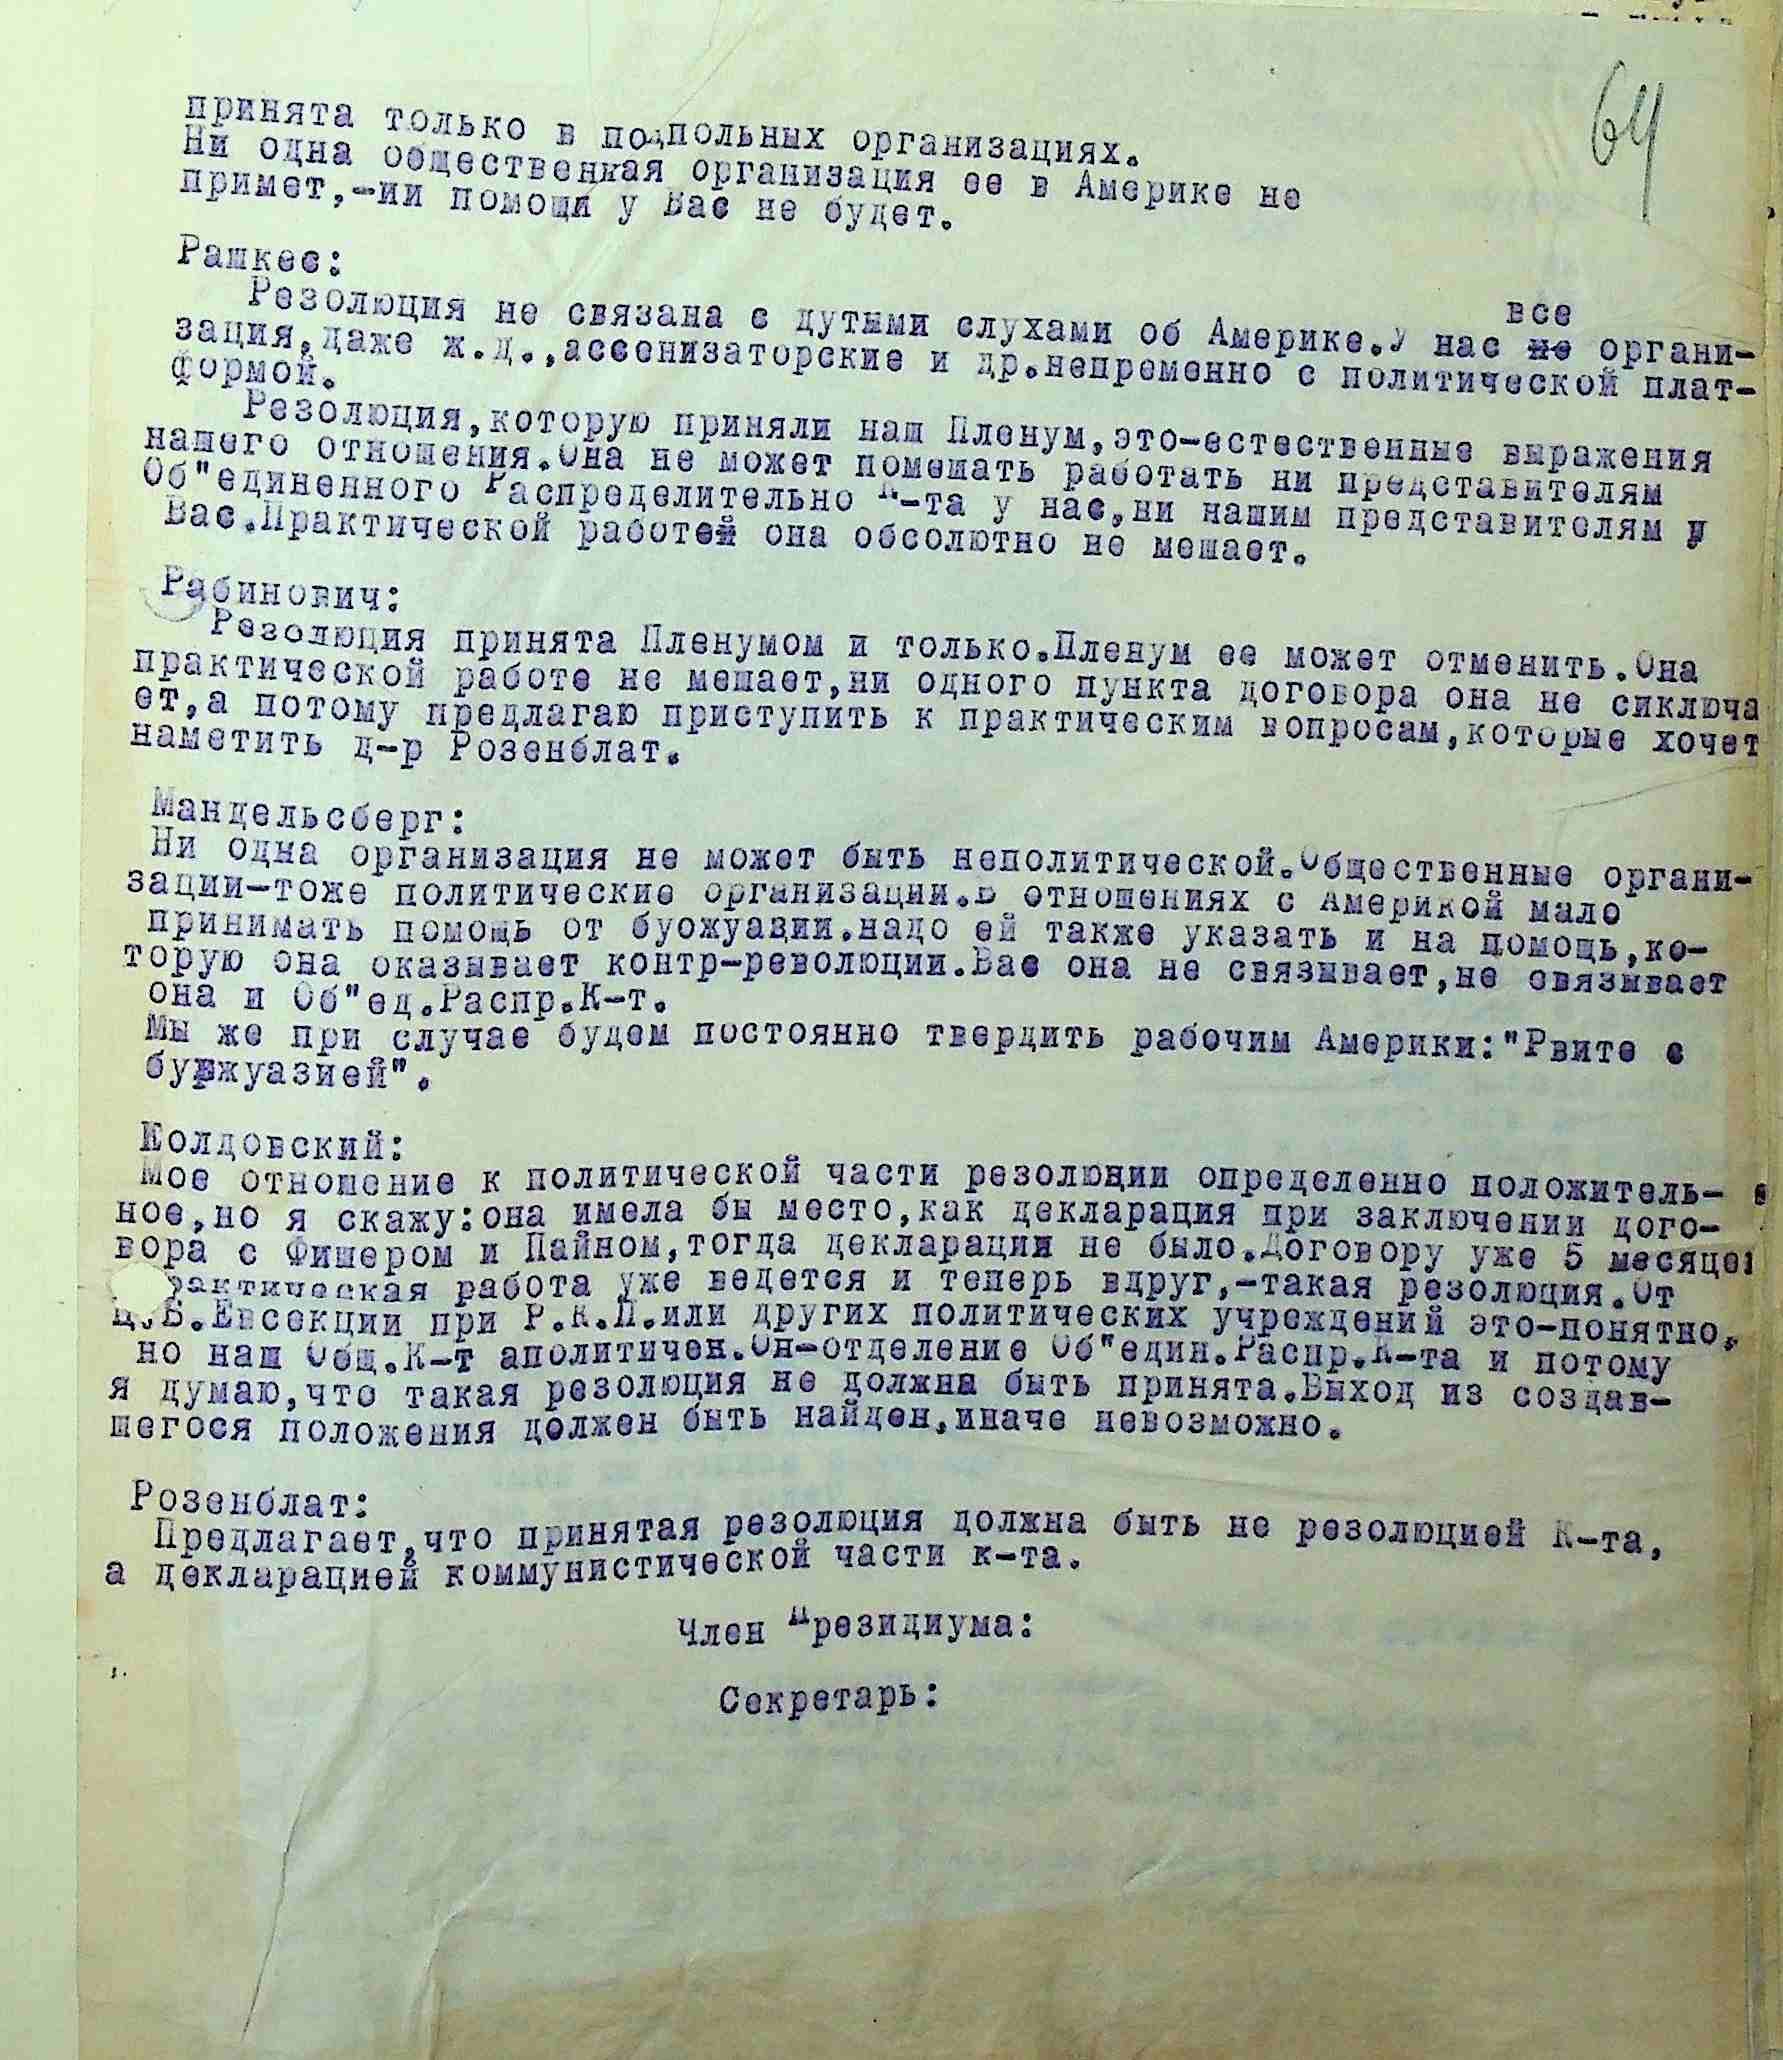 64
принята только в подпольных организациях.
Ни одна общественная организация ее в Америке не
примет,-ии помощи у Вас не будет.
Рашкес:
Резолюция не связана с дутыми слухами об Америке.У нас все органи-
зация,даже ж.д.,ассенизаторские и др.непременно с политической плат-
формой.
Резолюция,которую приняли наш Пленум,это-естественные выражения
нашего отношения.Она не может помешать работать ни представителям
Об"единенного Распределительно К-та у нас,ни нашим представителям у
Вас.Практической работей она обсолютно не мешает.
Рабинович:
Резолюция принята Пленумом и только.Пленум ее может отменить.Она
практической работе не мешает,ни одного пункта договора она не сиключа
ет,а потому предлагаю приступить к практическим вопросам,которые хочет
наметить д-р Розенблат.
Мандельсберг:
Ни одна организация не может быть неполитической.Общественные органи-
зации-тоже политические организации.В отношениях с Америкой мало
принимать помощь от буожуазии.надо ей также указать и на помощь,ко-
торую она оказывает контр-революции.Вас она не связывает,не связывает
она и Об"ед.Распр.К-т.
Мы же при случае будем постоянно твердить рабочим Америки:"Рвите с
буржуазией".
Шолдовский:
Мое отношение к политической части резолюции определенно положитель-
ное,но я скажу:она имела бы место,как декларация при заключении дого-
вора с Фишером и Пайном,тогда декларации не было.Договору уже 5 месяцев
рактическая работа уже ведется и теперь вдруг,-такая резолюция.От
Ц.Б.Евсекции при Р.К.П.или других политических учреждений это-понятно,
но наш Общ.К-т аполитичен.Он-отделение Об"един.Распр.К-та и потому
я думаю,что такая резолюция не должна быть принята.Выход из создав-
шегося положения должен быть найден,иначе невозможно.
Розенблат:
Предлагает,что принятая резолюция должна быть не резолюцией К-та,
а декларацией коммунистической части к-та.
Член Президиума:
Секретарь: